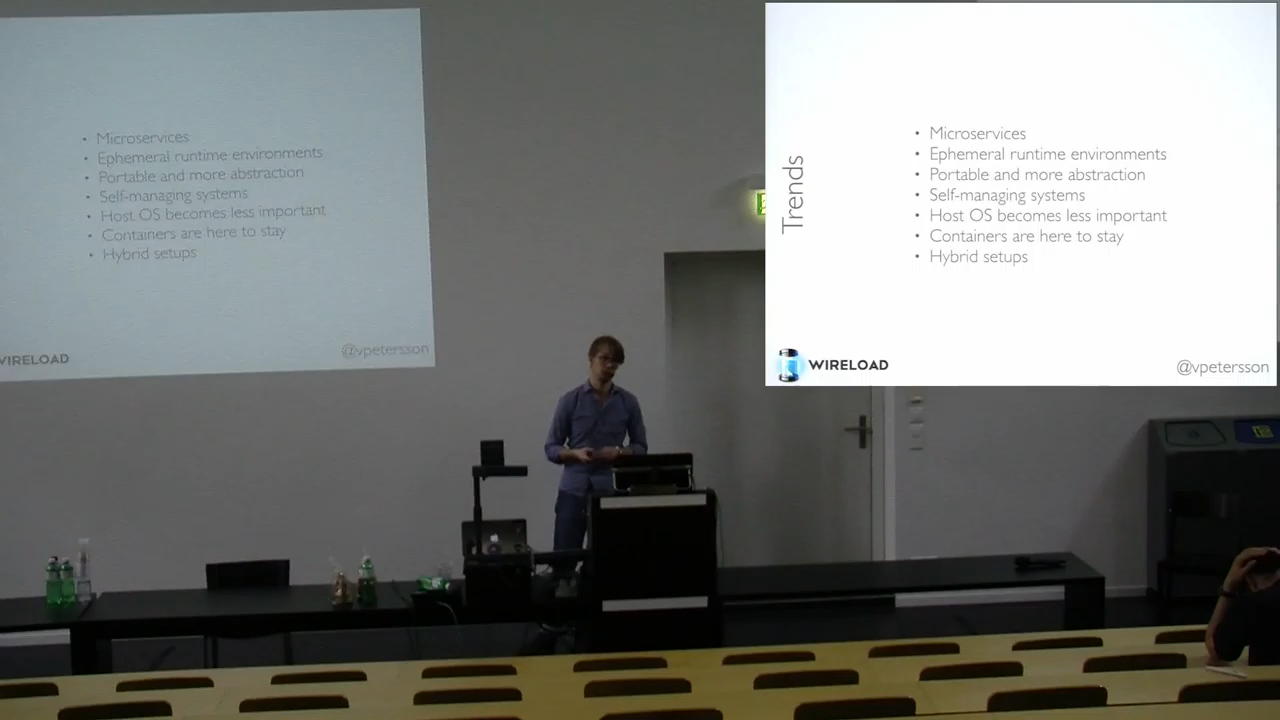 • Microservices
• Ephemeral runtime environments
• Portable and more abstraction
• Self-managing systems
• Host OS becomes less important
• Containers are here to stay
• Hybrid setups
WIRELOAD
@vpetersson
Trends
• Microservices
• Ephemeral runtime environments
• Portable and more abstraction
• Self-managing systems
• Host OS becomes less important
• Containers are here to stay
• Hybrid setups
WIRELOAD
@vpetersson